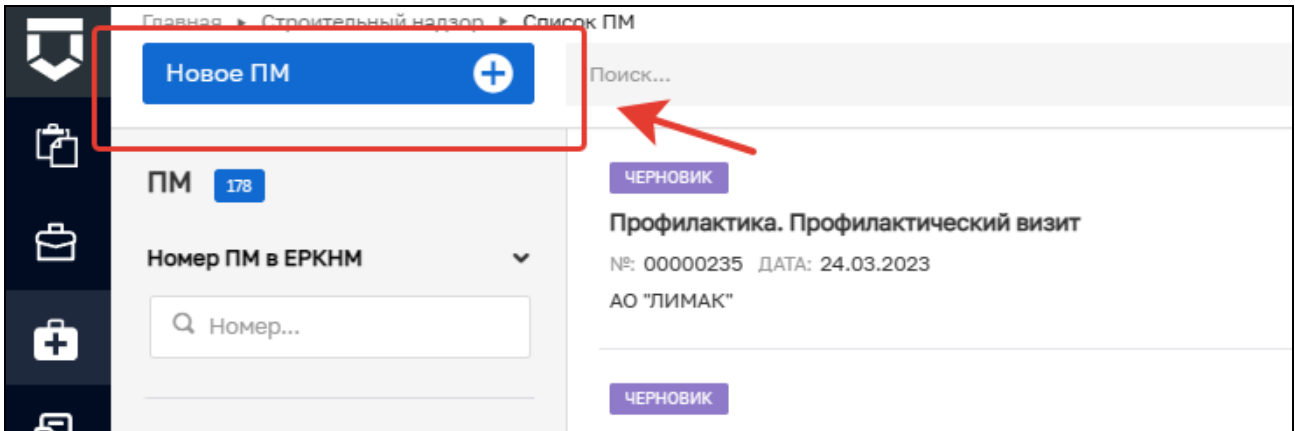 Главная ▸ Строительный надзор ▸ Список ПМ
Новое ПМ
Поиск...
ПМ 178
Номер ПМ в ЕРКНМ
Номер...
ЧЕРНОВИК
Профилактика. Профилактический визит
№: 00000235 ДАТА: 24.03.2023
АО "ЛИМАК"
ЧЕРНОВИК